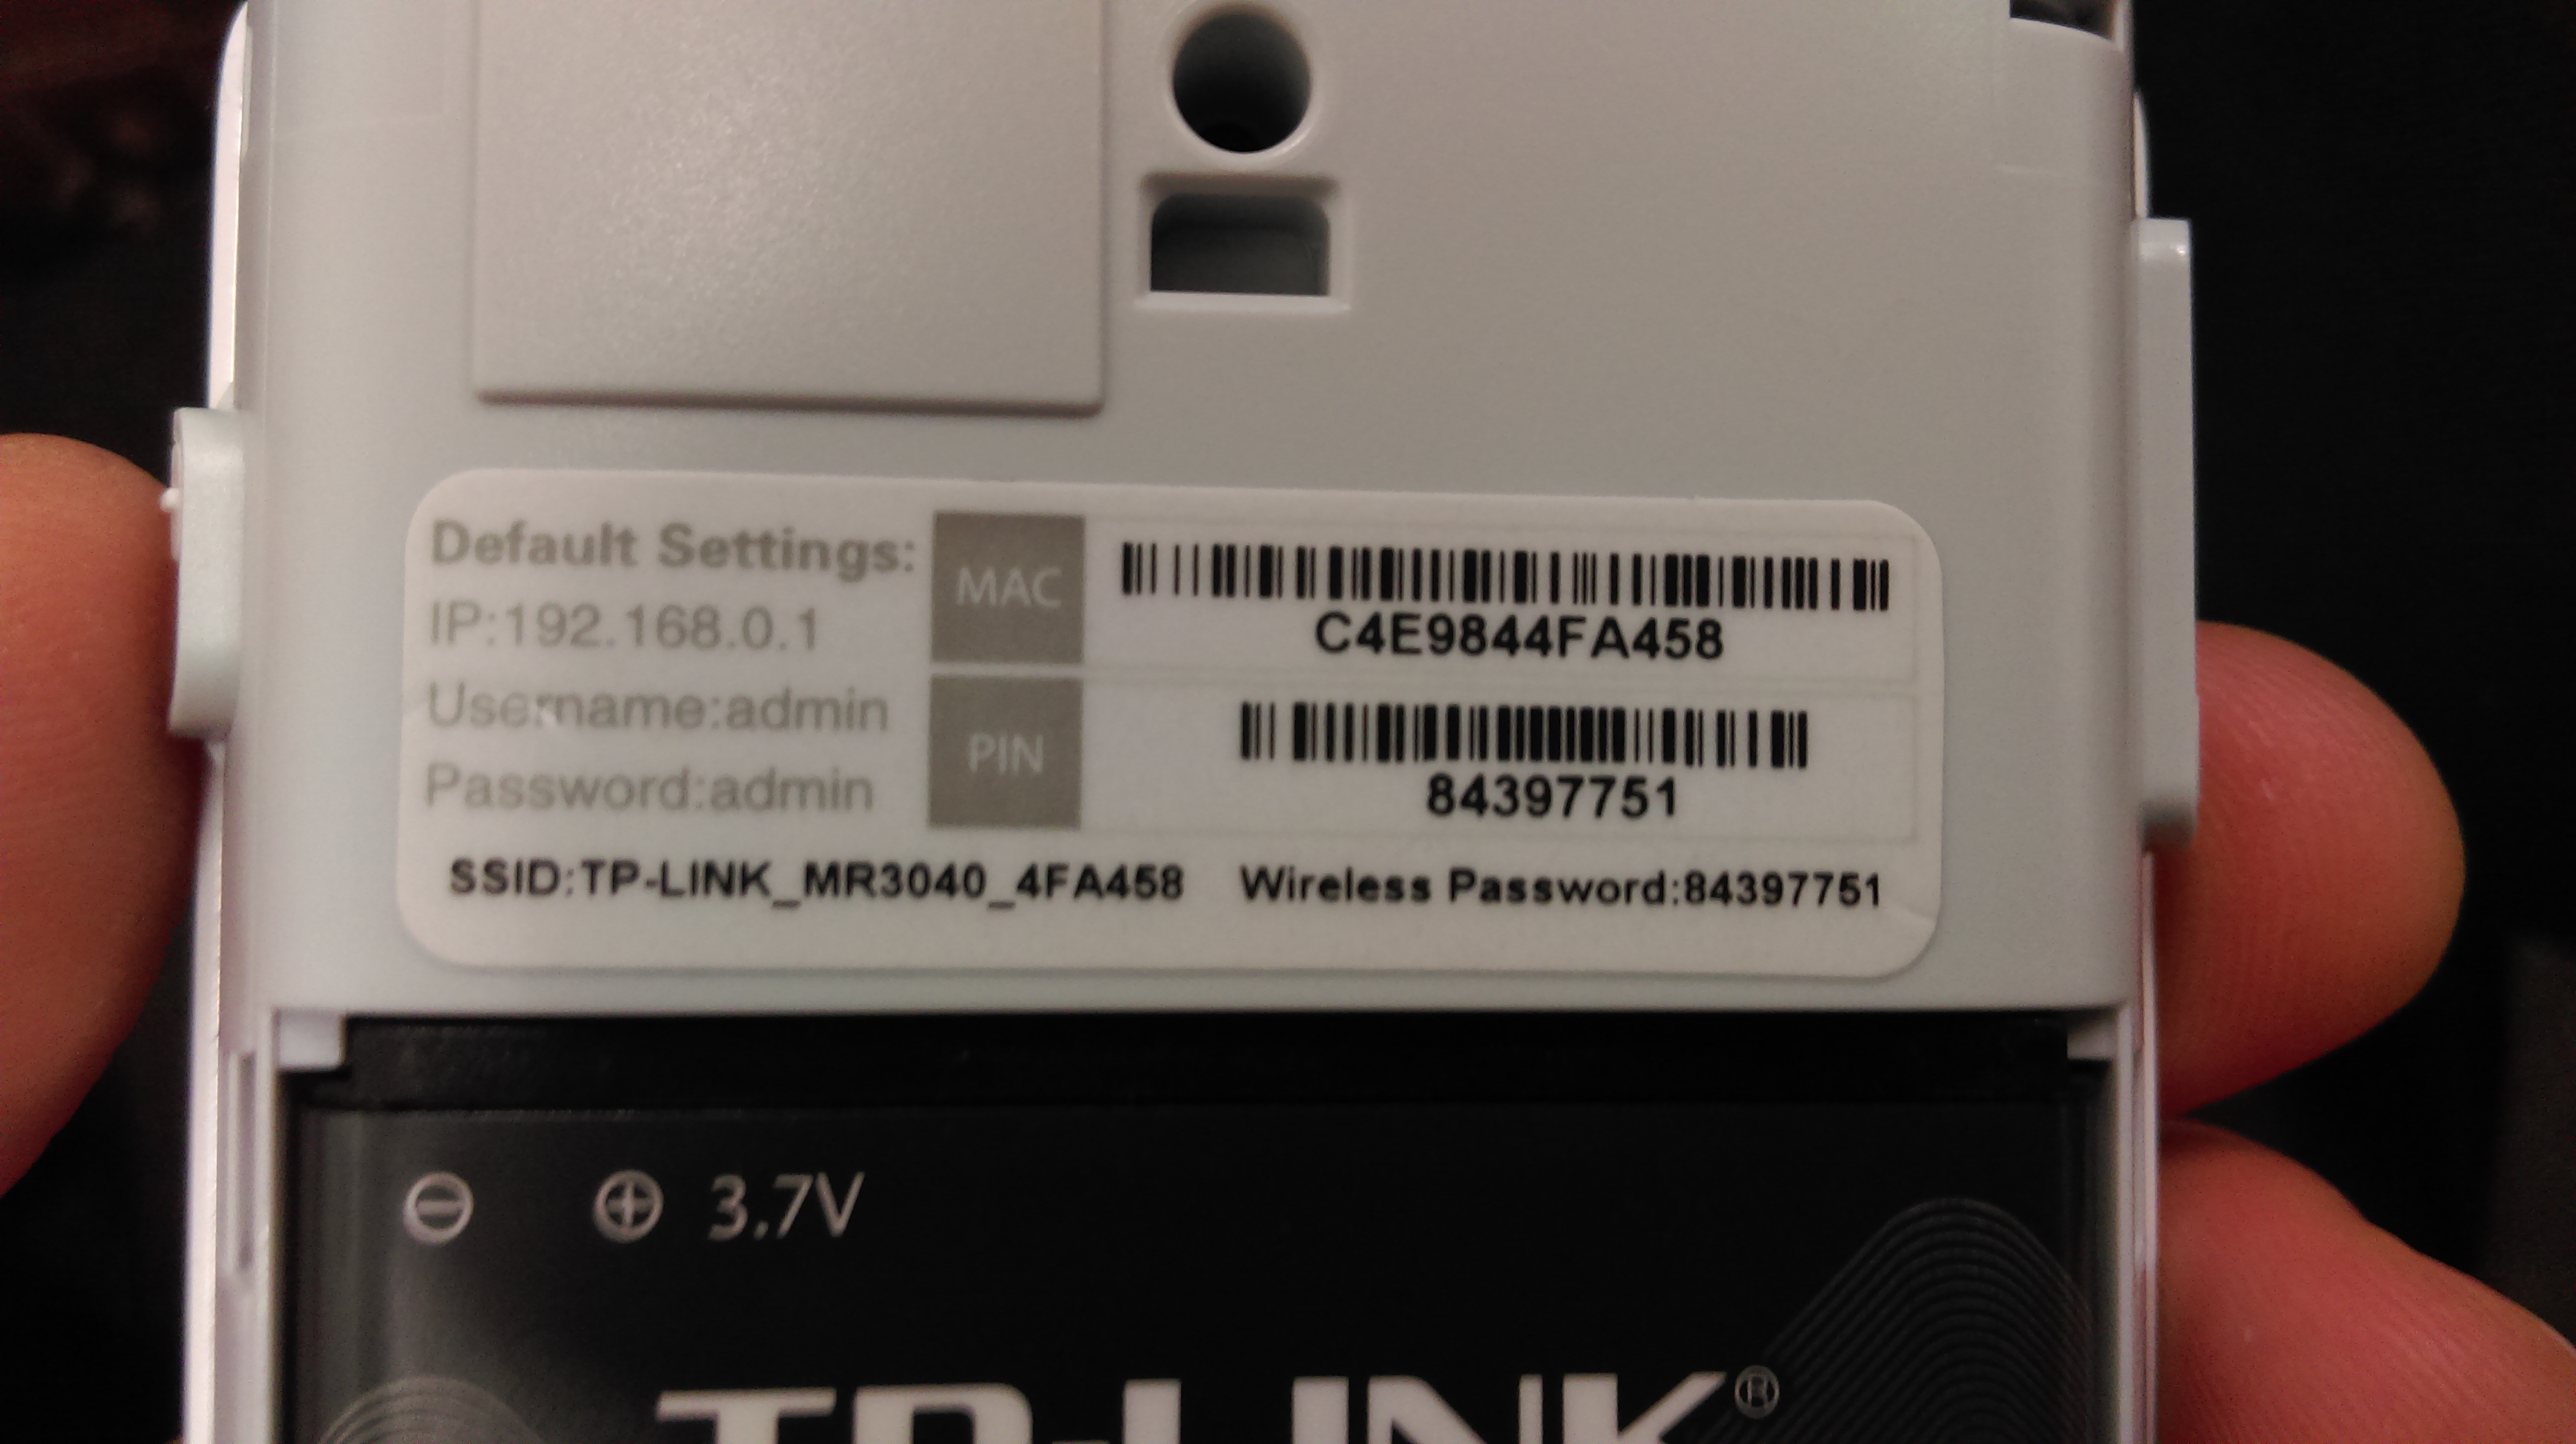 Default Settings:
IP:192.168.0.1
Username:admin
Password:admin
MAC
C4E9844FA458
PIN
84397751
SSID:TP-LINK_MR3040_4FA458 Wireless Password:84397751
3.7V
TP-LINK®